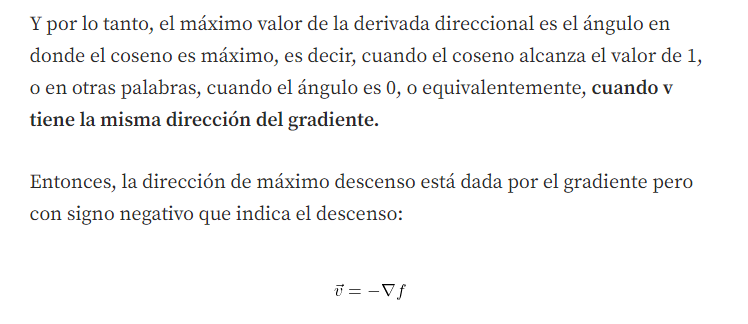 Y por lo tanto, el máximo valor de la derivada direccional es el ángulo en
donde el coseno es máximo, es decir, cuando el coseno alcanza el valor de 1,
o en otras palabras, cuando el ángulo es 0, o equivalentemente, cuando v
tiene la misma dirección del gradiente.
Entonces, la dirección de máximo descenso está dada por el gradiente pero
con signo negativo que indica el descenso:
v⃗ = −∇f